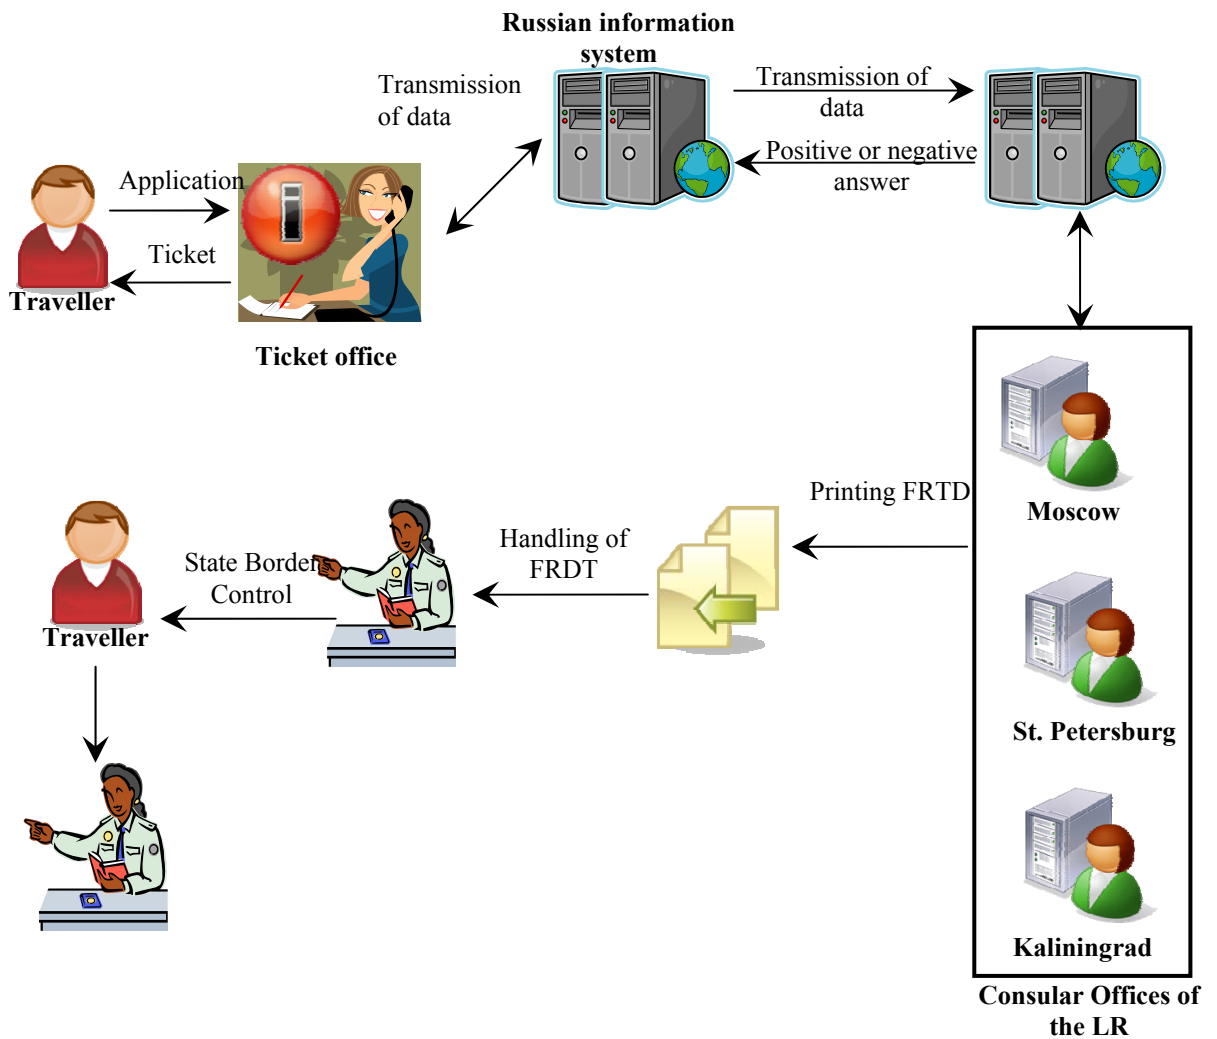 Russian information
system
Transmission
of data
Transmission of
data
Positive or negative
answer
Application
Ticket
Traveller
Ticket office
Moscow
St. Petersburg
Kaliningrad
Consular Offices of
the LR
Printing FRTD
Handling of
FRDT
State Border
Control
Traveller